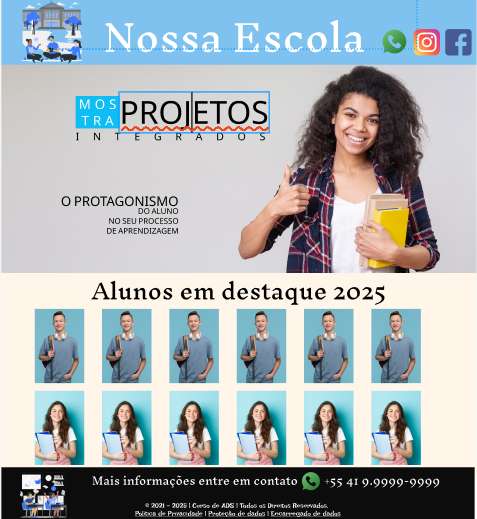 Nossa Escola
MOS
TRA
PROJETOS
INTEGRADOS
O PROTAGONISMO
DO ALUNO
NO SEU PROCESSO
DE APRENDIZAGEM
Alunos em destaque 2025
Mais informações entre em contato +55 41 9.9999-9999
© 2021 - 2025 | Curso de ADS | Todos os Direitos Reservados.
Política de Privacidade | Proteção de dados | Encarregado de dados